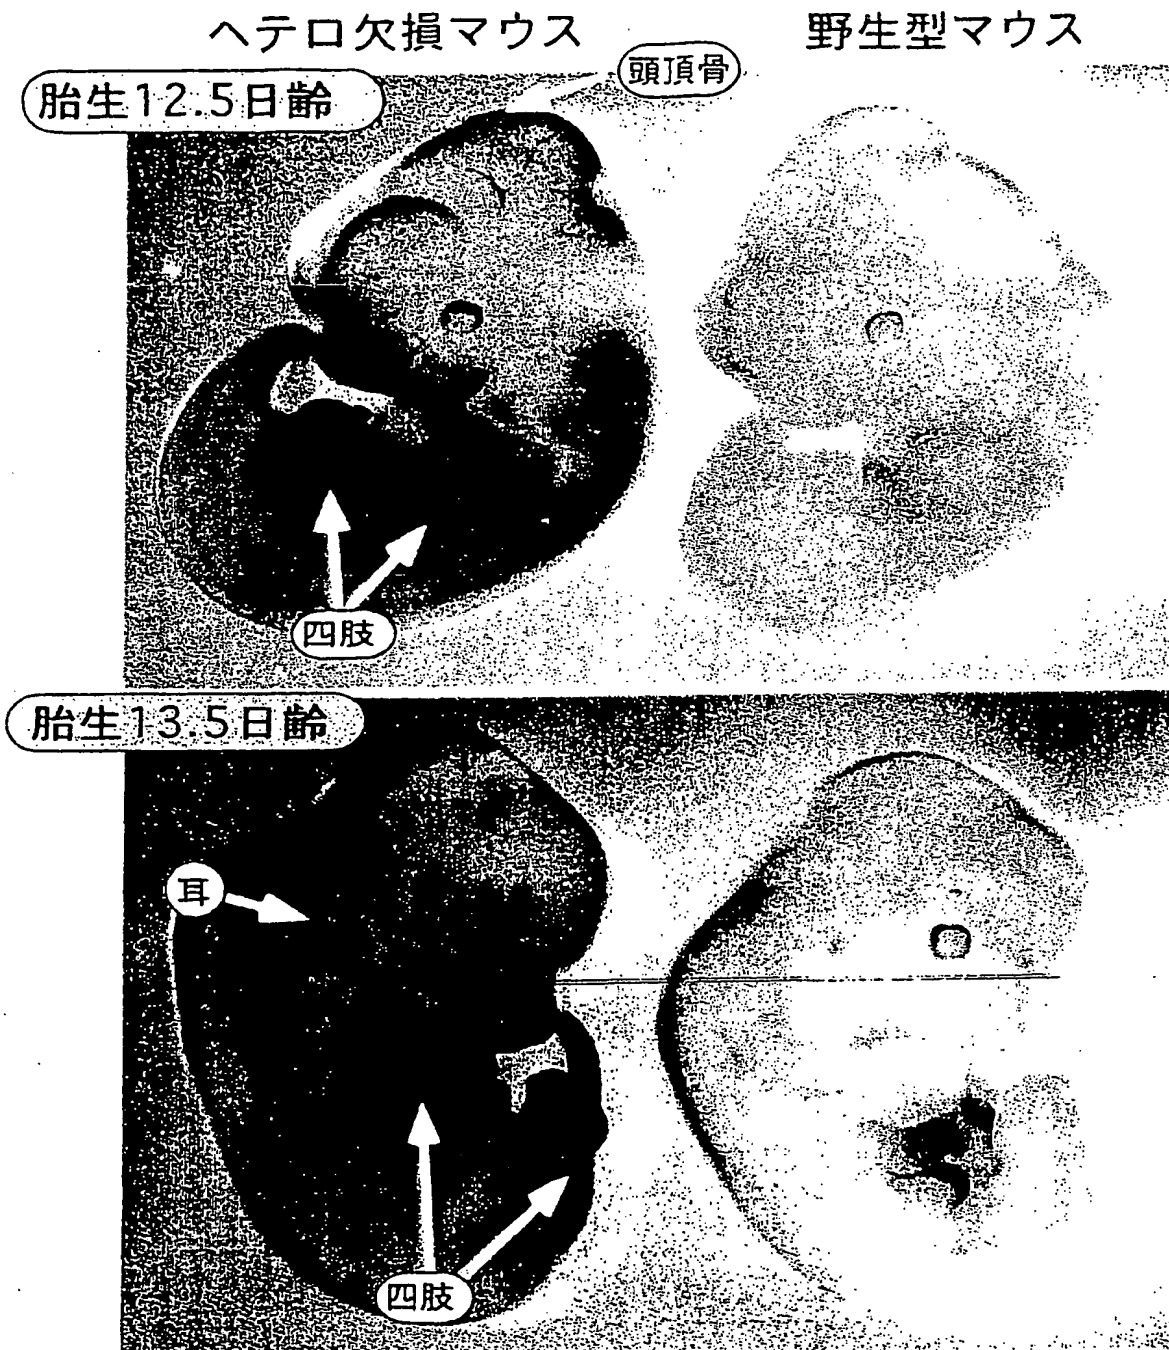 ヘテロ欠損マウス
野生型マウス
頭頂骨
胎生12.5日齢
四肢
胎生13.5日齢
耳
四肢